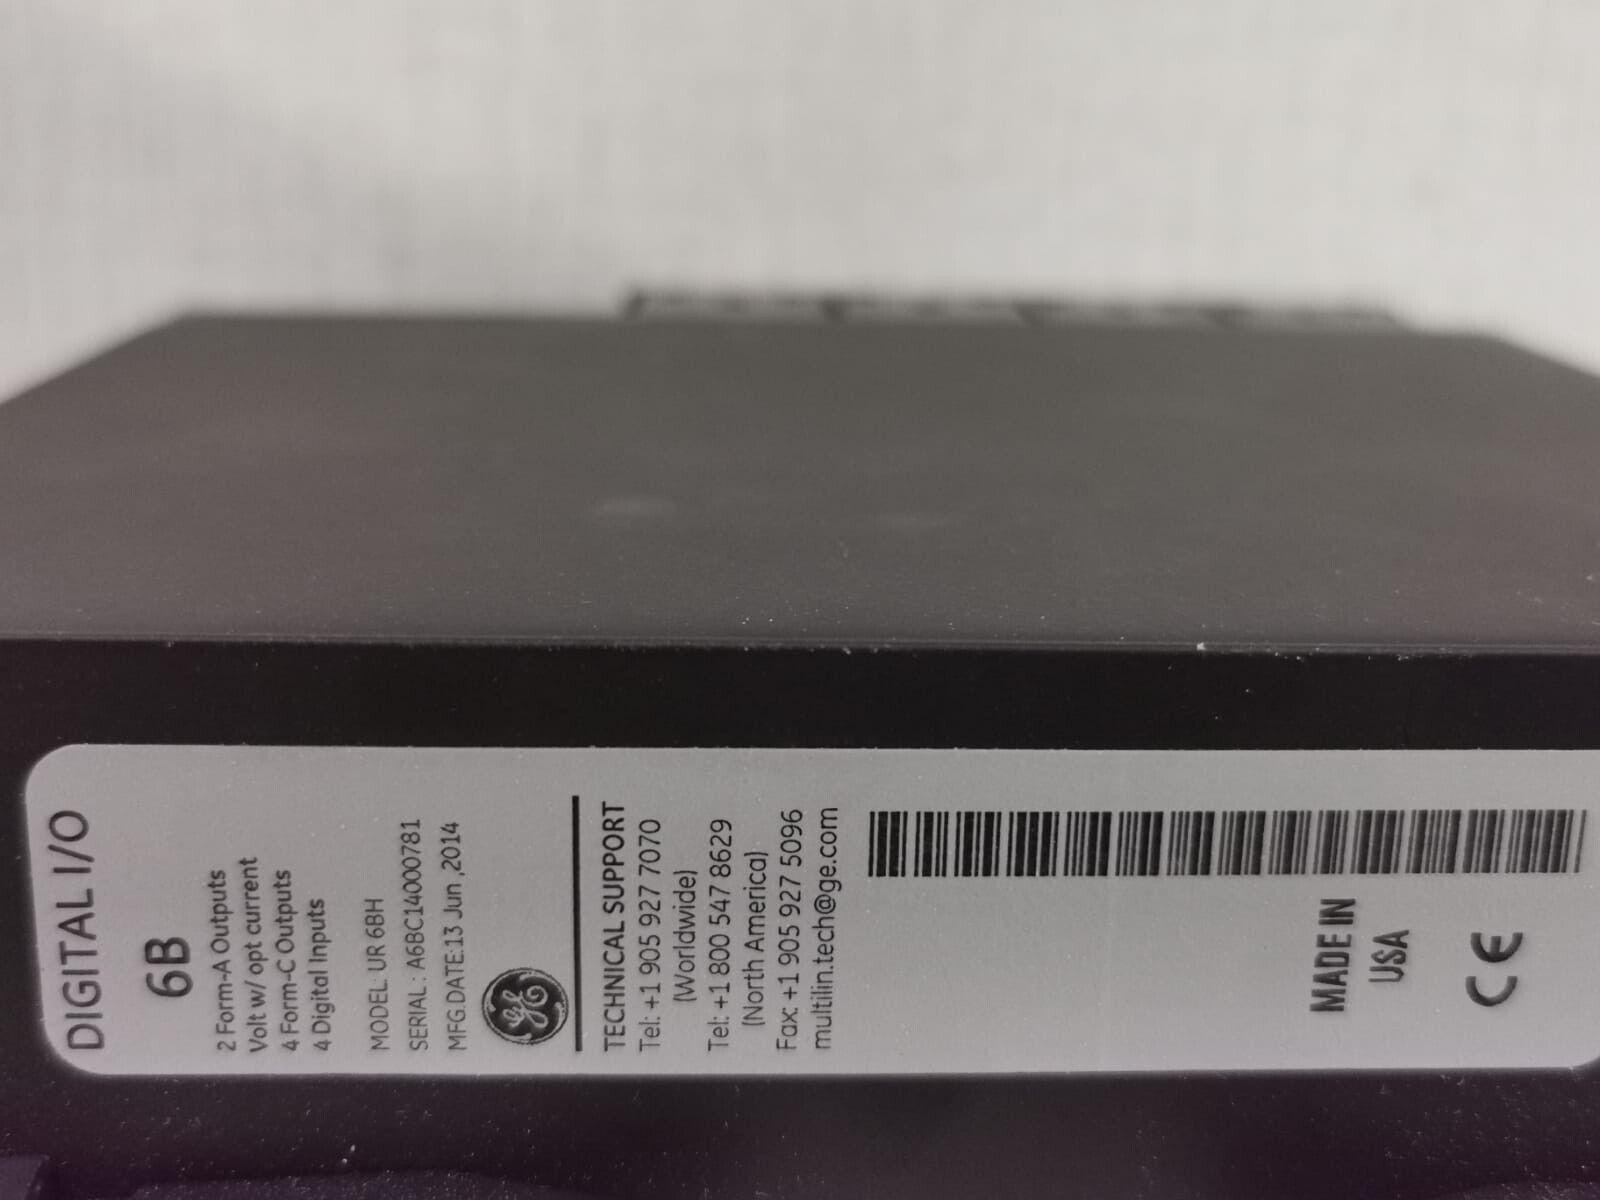 DIGITAL I/O
6B
2 Form-A Outputs
Volt w/ opt current
4 Form-C Outputs
4 Digital Inputs
MODEL: UR 6BH
SERIAL : A6BC14000781
MFG.DATE:13 Jun ,2014
TECHNICAL SUPPORT
Tel: +1 905 927 7070
(Worldwide)
Tel: +1 800 547 8629
(North America)
Fax: +1 905 927 5096
multilin.tech@ge.com
MADE IN
USA
CE